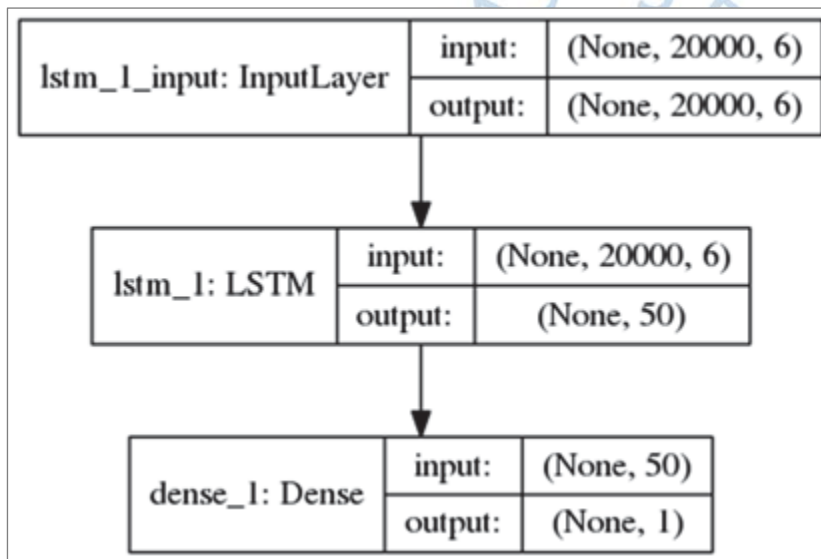 lstm_1_input: InputLayer
input: (None, 20000, 6)
output: (None, 20000, 6)
lstm_1: LSTM
input: (None, 20000, 6)
output: (None, 50)
dense_1: Dense
input: (None, 50)
output: (None, 1)